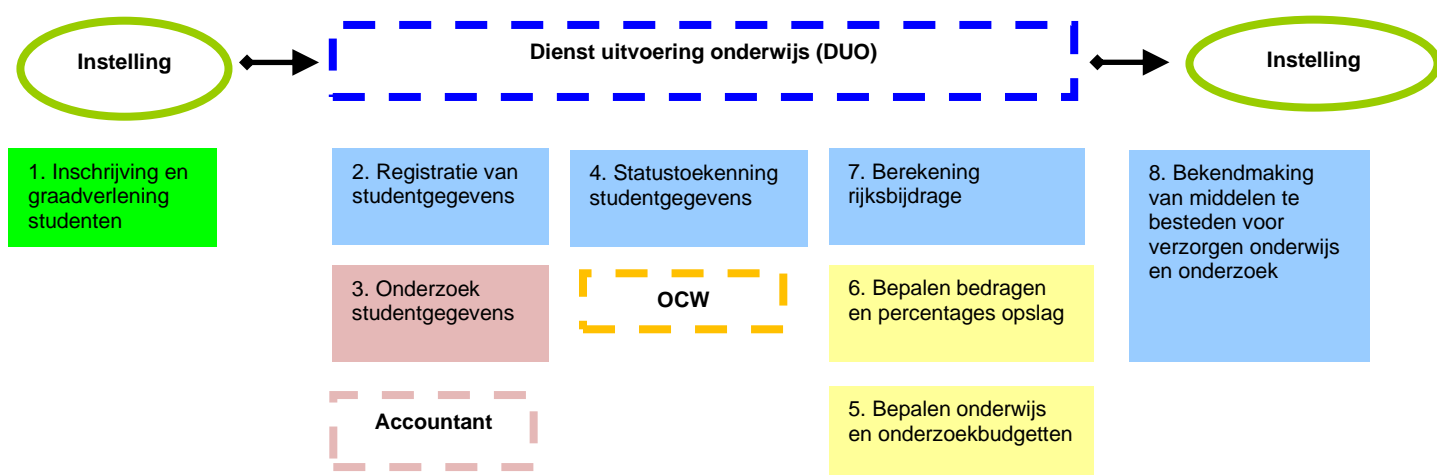 Instelling
Dienst uitvoering onderwijs (DUO)
Instelling
1. Inschrijving en
graadverlening
studenten
2. Registratie van
studentgegevens
4. Statustoekenning
studentgegevens
7. Berekening
rijksbijdrage
8. Bekendmaking
van middelen te
besteden voor
verzorgen onderwijs
en onderzoek
3. Onderzoek
studentgegevens
OCW
6. Bepalen bedragen
en percentages opslag
Accountant
5. Bepalen onderwijs
en onderzoekbudgetten